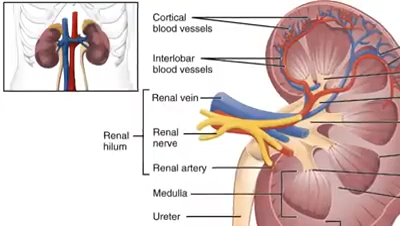 Cortical
blood vessels
Interlobar
blood vessels
Renal vein
Renal
hilum
Renal
nerve
Renal artery
Medulla
Ureter